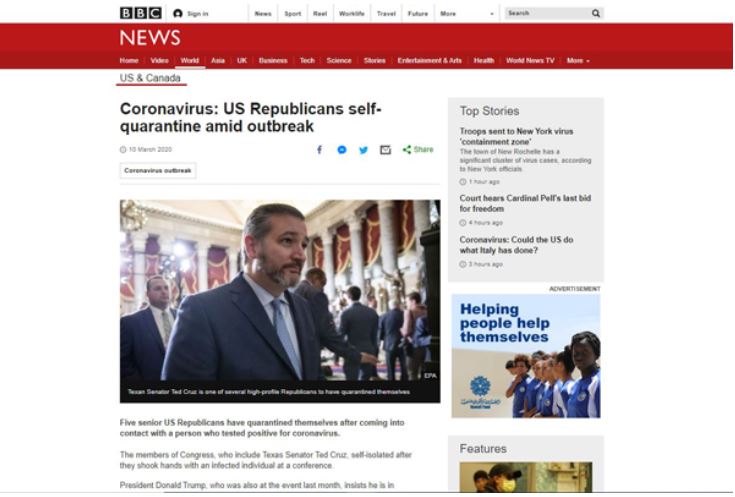 BBC
Sign in
News
Sport
Reel
Worklife
Travel
Future
More
Search
NEWS
Home
Video
World
Asia
UK
Business
Tech
Science
Stories
Entertainment & Arts
Health
World News TV
More
US & Canada
Coronavirus: US Republicans self-
quarantine amid outbreak
10 March 2020
Share
Coronavirus outbreak
EPA
Texan Senator Ted Cruz is one of several high-profile Republicans to have quarantined themselves
Five senior US Republicans have quarantined themselves after coming into
contact with a person who tested positive for coronavirus.
The members of Congress, who include Texas Senator Ted Cruz, self-isolated after
they shook hands with an infected individual at a conference.
President Donald Trump, who was also at the event last month, insists he is in
Top Stories
Troops sent to New York virus
'containment zone'
The town of New Rochelle has a
significant cluster of virus cases, according
to New York officials.
1 hour ago
Court hears Cardinal Pell's last bid
for freedom
4 hours ago
Coronavirus: Could the US do
what Italy has done?
3 hours ago
ADVERTISEMENT
Helping
people help
themselves
Features